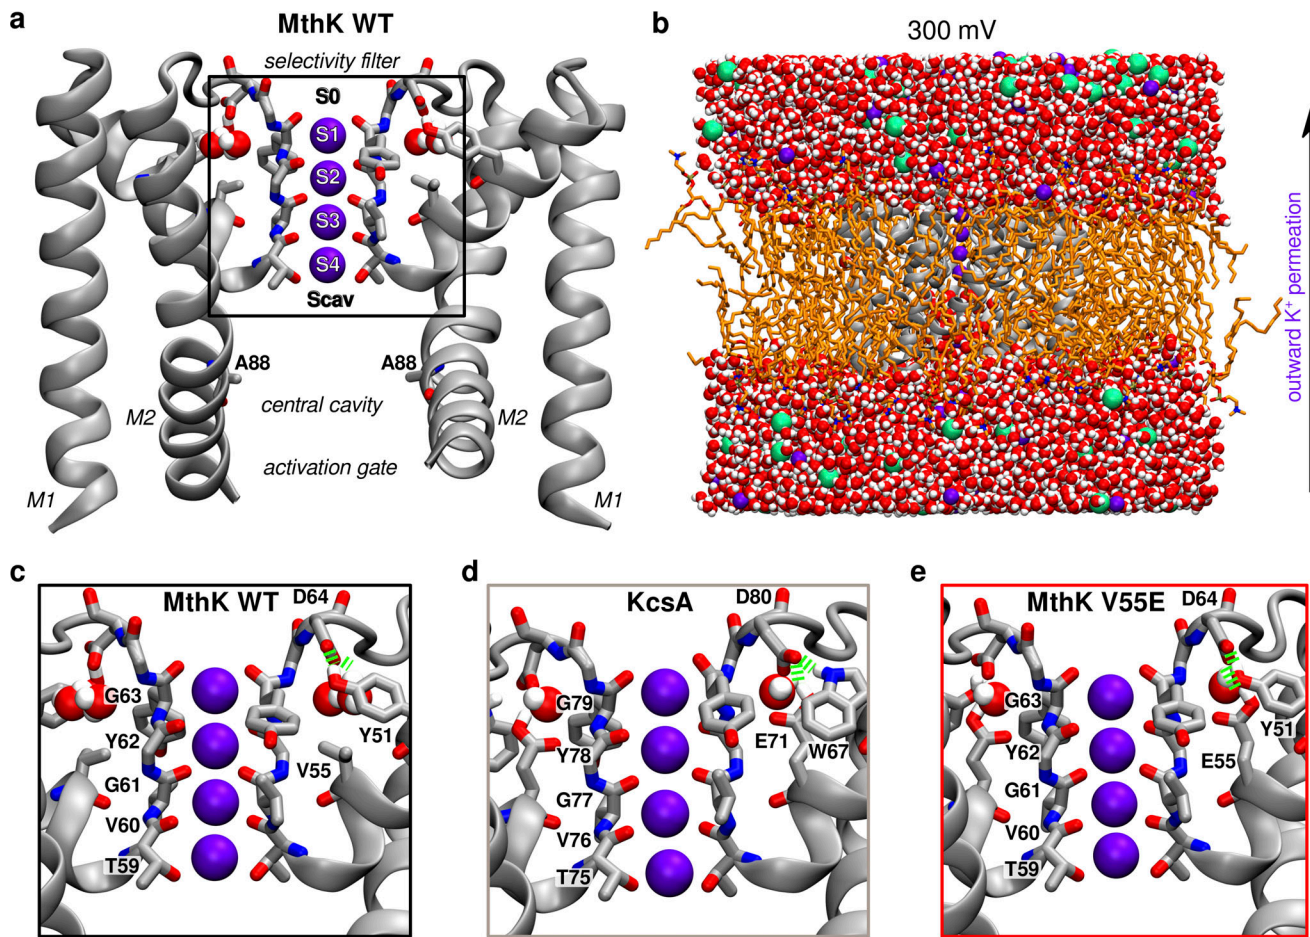 a
MthK WT
selectivity filter
S0
S1
S2
S3
S4
Scav
A88
A88
M2
central cavity
M2
activation gate
M1
M1
b
300 mV
outward K⁺ permeation
c
MthK WT
D64
G63
Y62
Y51
V55
G61
V60
T59
d
KcsA
D80
G79
E71
Y78
W67
G77
V76
T75
e
MthK V55E
D64
G63
Y51
Y62
E55
G61
V60
T59